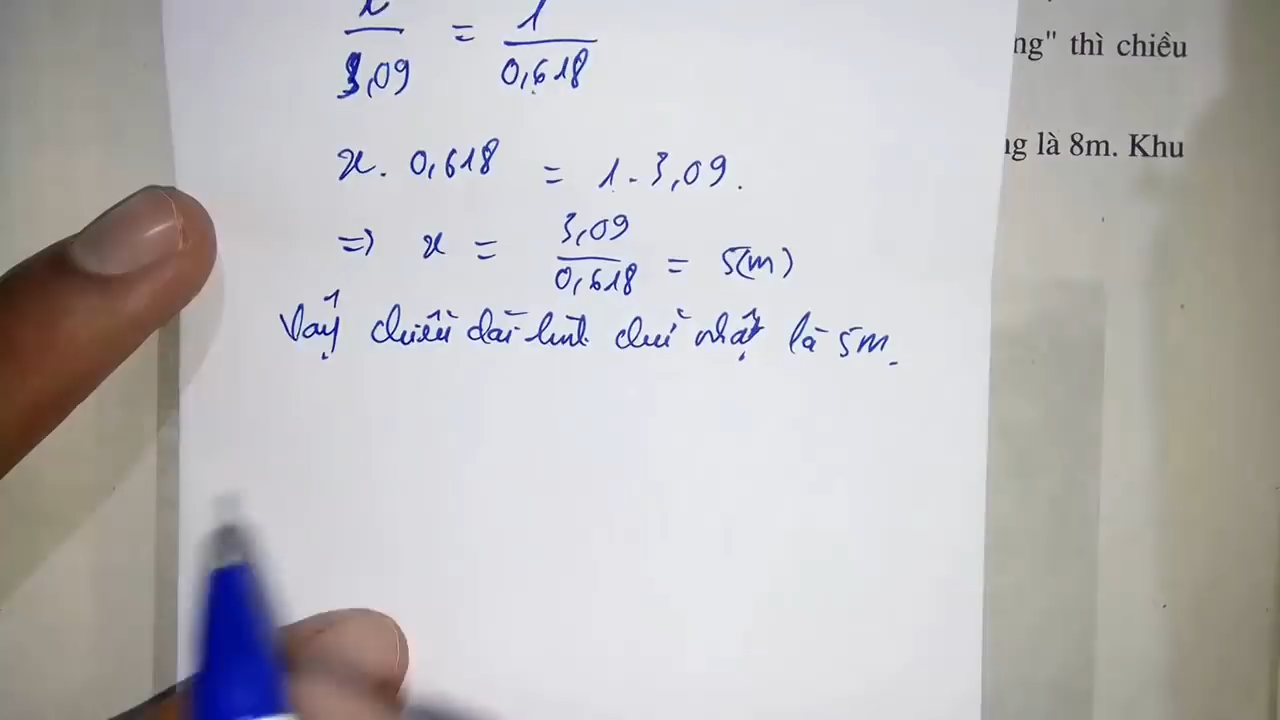 x/3,09 = 1/0,618
x. 0,618 = 1. 3,09.
=> x = 3,09/0,618 = 5(m)
Vậy chiều dài hình chữ nhật là 5m.
ng" thì chiều
ng là 8m. Khu